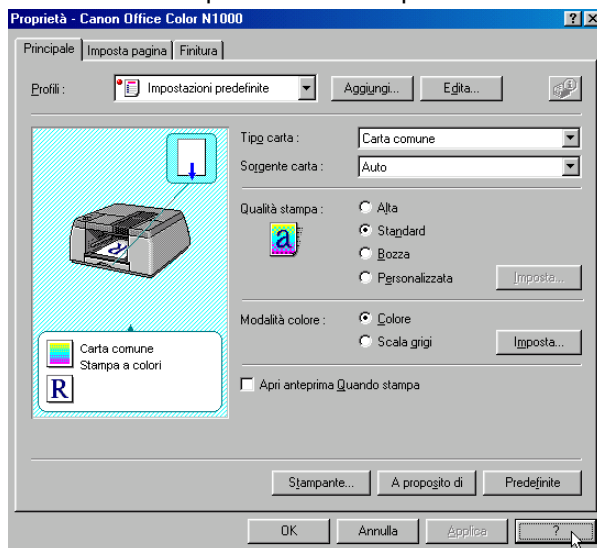 Proprietà - Canon Office Color N1000
Principale Imposta pagina Finitura
Profili : Impostazioni predefinite Aggiungi... Edita...
Tipo carta : Carta comune
Sorgente carta : Auto
Qualità stampa : Alta
a
Standard
Bozza
Personalizzata Imposta...
Modalità colore : Colore
Scala grigi Imposta...
Carta comune
Stampa a colori
R
Apri anteprima Quando stampa
Stampante... A proposito di Predefinite
OK Annulla Applica ?